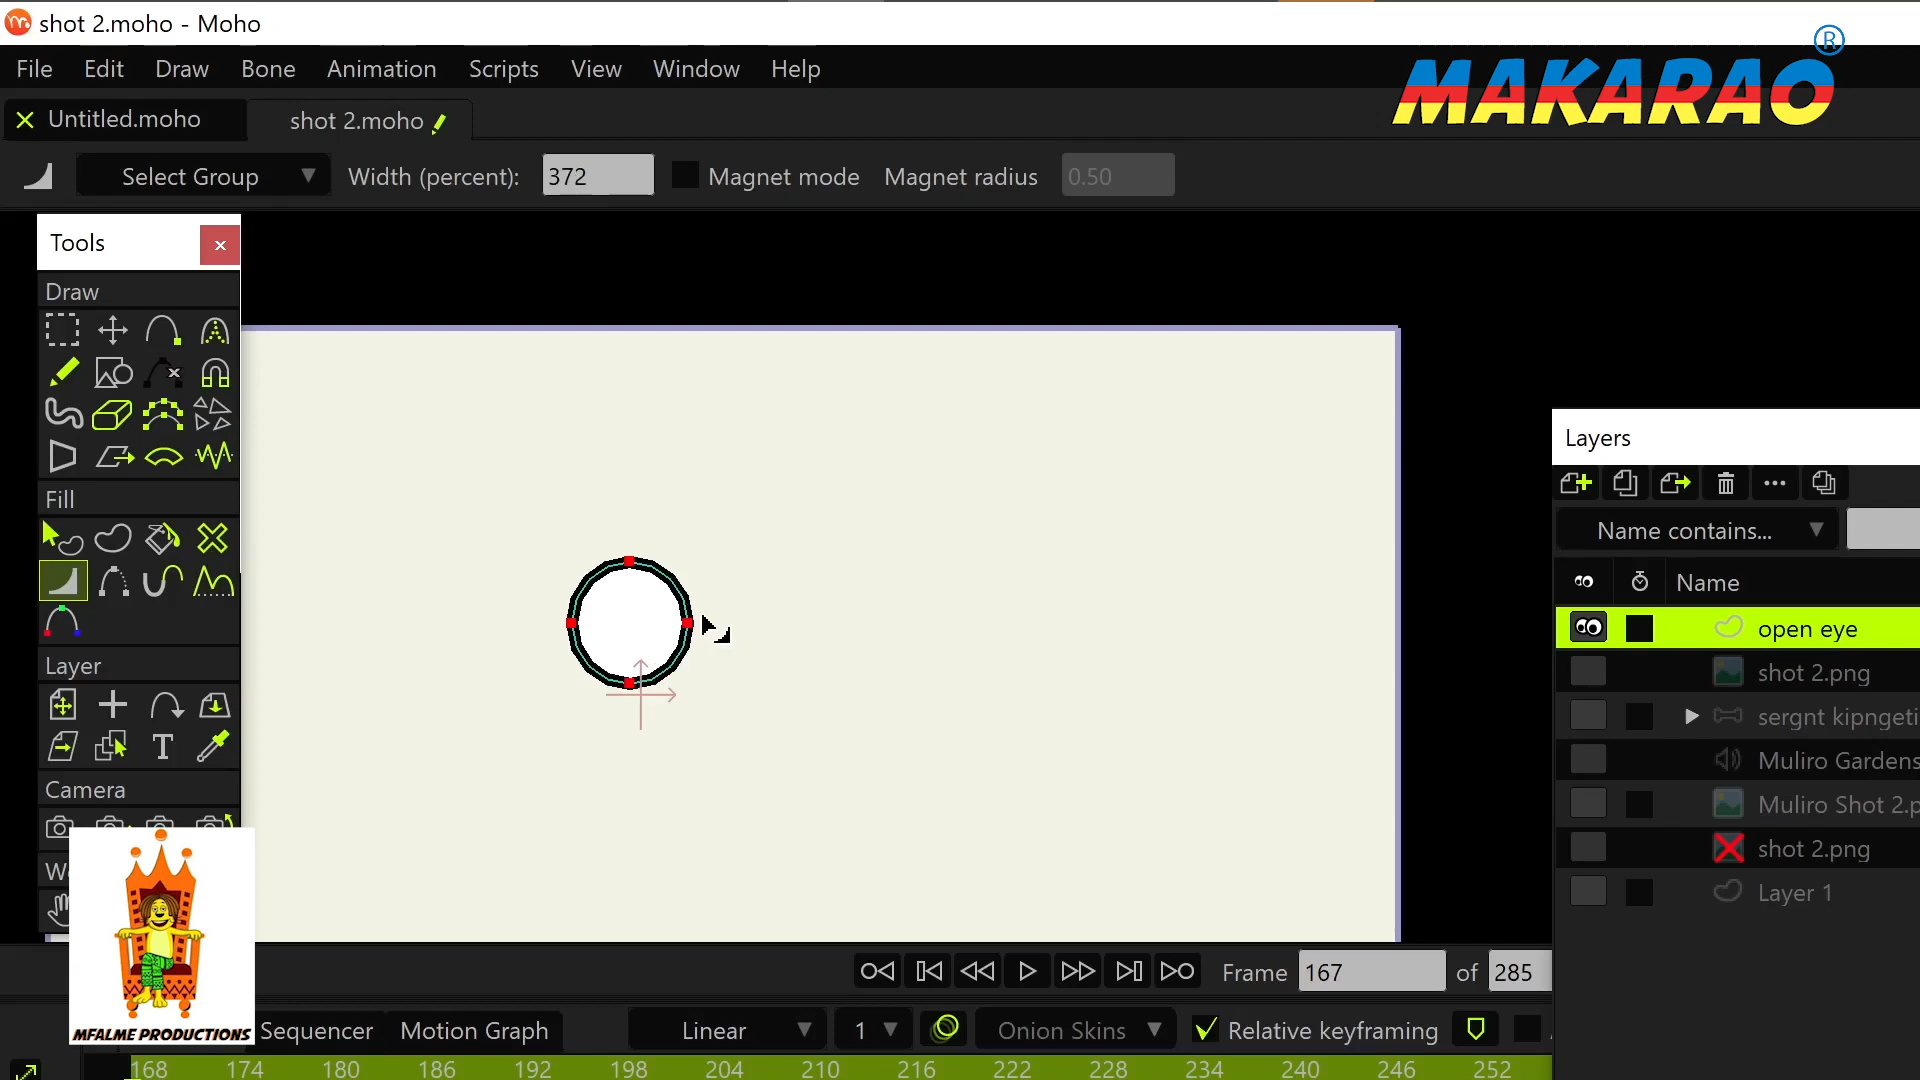 shot 2.moho - Moho
File Edit Draw Bone Animation Scripts View Window Help
MAKARAO ®
Untitled.moho shot 2.moho
Select Group Width (percent): 372 Magnet mode Magnet radius 0.50
Tools
Draw
Fill
Layer
Camera
Layers
Name contains...
Name
open eye
shot 2.png
sergnt kipngeti
Muliro Gardens
Muliro Shot 2.p
shot 2.png
Layer 1
Frame 167 of 285
MFALME PRODUCTIONS
Sequencer Motion Graph Linear 1 Onion Skins Relative keyframing
168 174 180 186 192 198 204 210 216 222 228 234 240 246 252